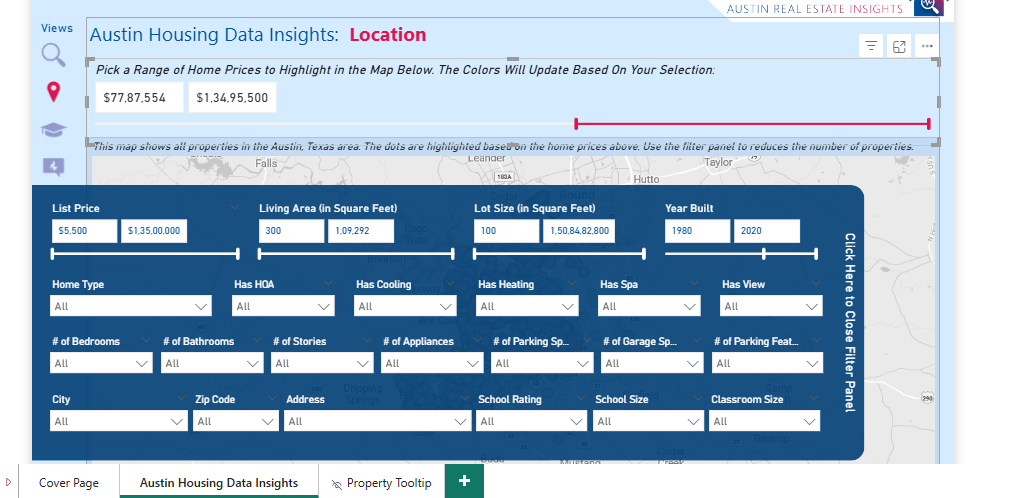 AUSTIN REAL ESTATE INSIGHTS
Views
Austin Housing Data Insights: Location
Pick a Range of Home Prices to Highlight in the Map Below. The Colors Will Update Based On Your Selection:
$77,87,554 $1,34,95,500
This map shows all properties in the Austin, Texas area. The dots are highlighted based on the home prices above. Use the filter panel to reduces the number of properties.
Falls Leander Taylor
183A Hutto
List Price Living Area (in Square Feet) Lot Size (in Square Feet) Year Built
$5,500 $1,35,00,000 300 1,09,292 100 1,50,84,82,800 1980 2020
Click Here to Close Filter Panel
Home Type Has HOA Has Cooling Has Heating Has Spa Has View
All All All All All All
# of Bedrooms # of Bathrooms # of Stories # of Appliances # of Parking Sp... # of Garage Sp... # of Parking Feat...
All All All All All All All
Dripping Springs
City Zip Code Address School Rating School Size Classroom Size
290
All All All All All All
Bastrop
Buda Mustang Cedar Creek
Cover Page Austin Housing Data Insights Property Tooltip +